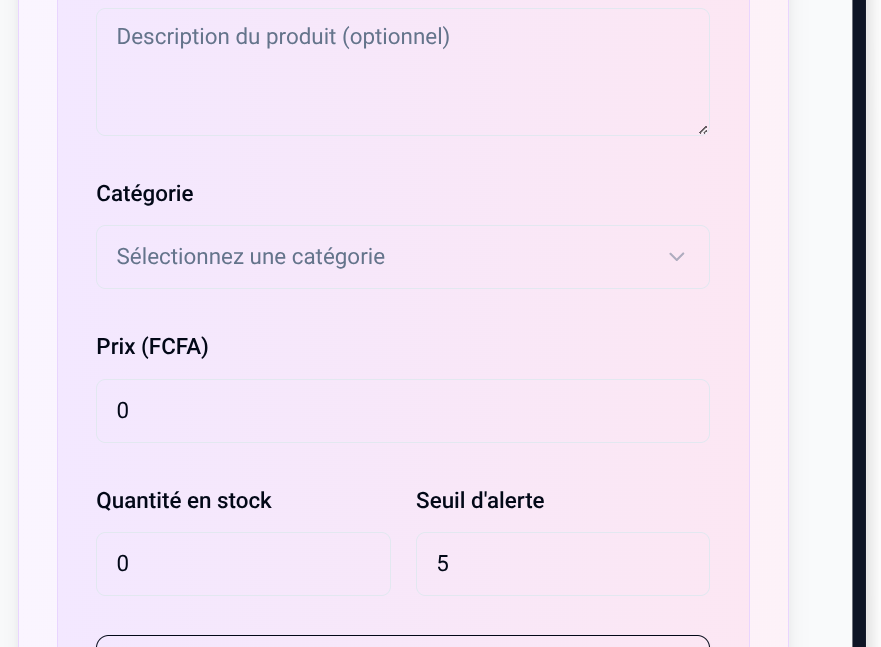 Description du produit (optionnel)
Catégorie
Sélectionnez une catégorie
Prix (FCFA)
0
Quantité en stock
Seuil d'alerte
0
5